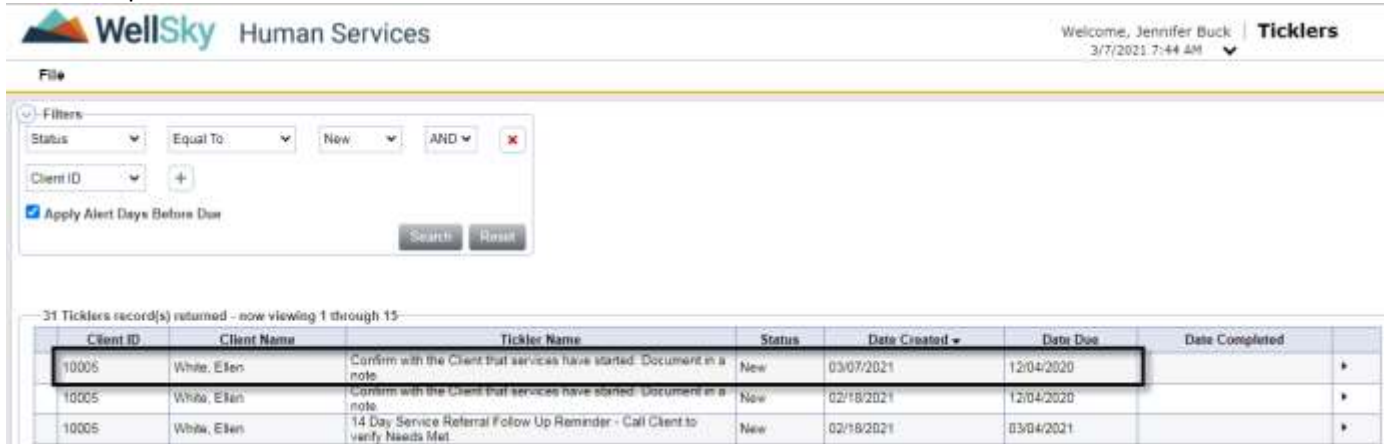 WellSky Human Services
Welcome, Jennifer Buck | Ticklers
3/7/2021 7:44 AM
File
Filters
Status Equal To New AND
Client ID +
Apply Alert Days Before Due
Search Reset
31 Ticklers record(s) returned - now viewing 1 through 15
Client ID Client Name Tickler Name Status Date Created Date Due Date Completed
10005 White, Ellen Confirm with the Client that services have started. Document in a note. New 03/07/2021 12/04/2020
10005 White, Ellen Confirm with the Client that services have started. Document in a note. New 02/18/2021 12/04/2020
10005 White, Ellen 14 Day Service Referral Follow Up Reminder - Call Client to verify Needs Met New 02/18/2021 03/04/2021